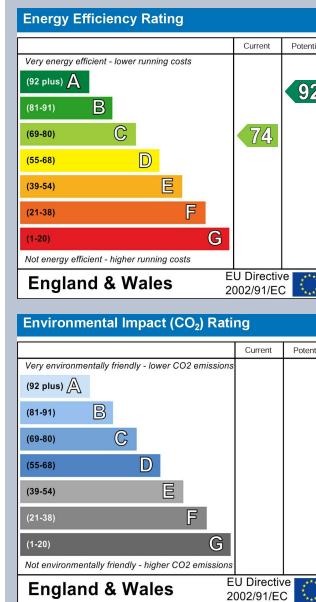 Energy Efficiency Rating
Current Potenti
Very energy efficient - lower running costs
(92 plus) A
92
(81-91) B
(69-80) C 74
(55-68) D
(39-54) E
(21-38) F
(1-20) G
Not energy efficient - higher running costs
England & Wales
EU Directive
2002/91/EC
Environmental Impact (CO₂) Rating
Current Potent
Very environmentally friendly - lower CO2 emissions
(92 plus) A
(81-91) B
(69-80) C
(55-68) D
(39-54) E
(21-38) F
(1-20) G
Not environmentally friendly - higher CO2 emissions
England & Wales
EU Directive
2002/91/EC